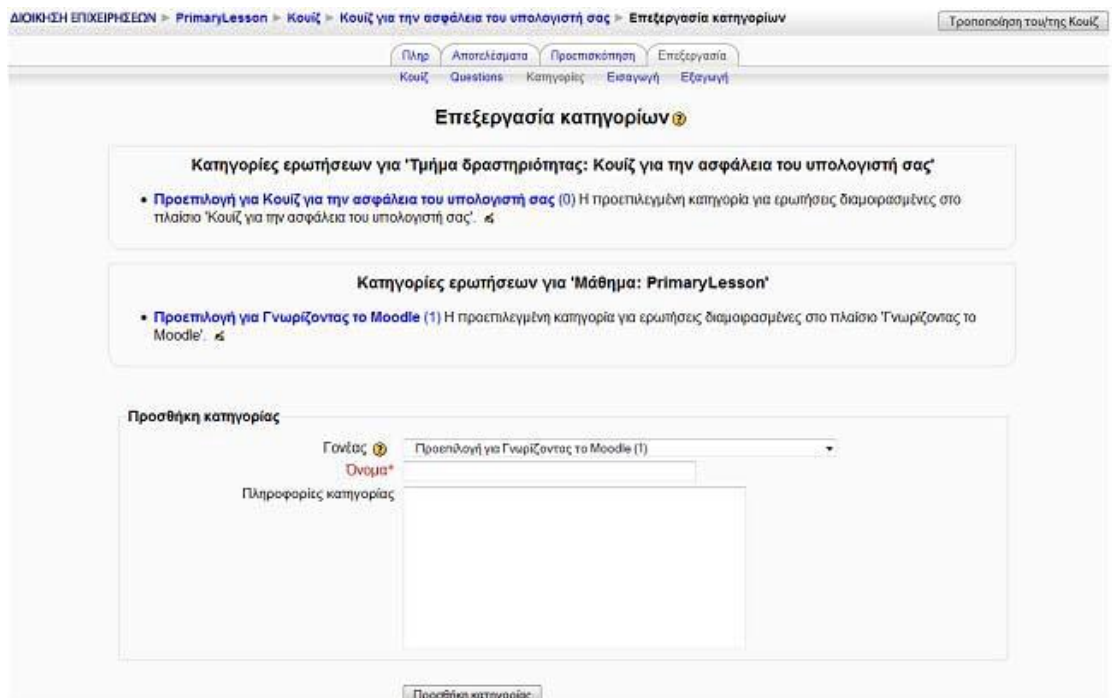 ΔΙΟΙΚΗΣΗ ΕΠΙΧΕΙΡΗΣΕΩΝ ► PrimaryLesson ► Κουίζ ► Κουίζ για την ασφάλεια του υπολογιστή σας ► Επεξεργασία κατηγορίων
Τροποποίηση του/της Κουίζ
Πληρ Αποτελέσματα Προεπισκόπηση Επεξεργασία
Κουίζ Questions Κατηγορίες Εισαγωγή Εξαγωγή
Επεξεργασία κατηγορίων
Κατηγορίες ερωτήσεων για 'Τμήμα δραστηριότητας: Κουίζ για την ασφάλεια του υπολογιστή σας'
• Προεπιλογή για Κουίζ για την ασφάλεια του υπολογιστή σας (0) Η προεπιλεγμένη κατηγορία για ερωτήσεις διαμοιρασμένες στο
πλαίσιο 'Κουίζ για την ασφάλεια του υπολογιστή σας'.
Κατηγορίες ερωτήσεων για 'Μάθημα: PrimaryLesson'
• Προεπιλογή για Γνωρίζοντας το Moodle (1) Η προεπιλεγμένη κατηγορία για ερωτήσεις διαμοιρασμένες στο πλαίσιο 'Γνωρίζοντας το
Moodle'.
Προσθήκη κατηγορίας
Γονέας Προεπιλογή για Γνωρίζοντας το Moodle (1)
Όνομα*
Πληροφορίες κατηγορίας
Προσθήκη κατηγορίας